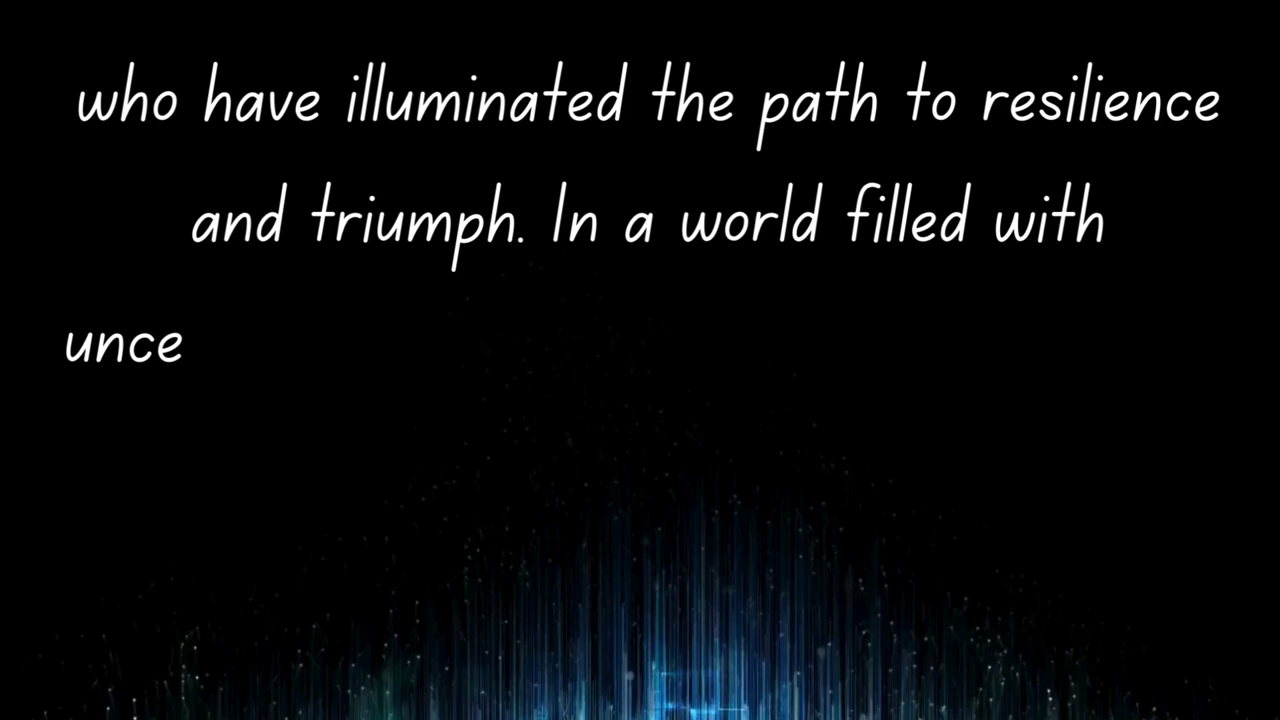 who have illuminated the path to resilience
and triumph. In a world filled with
unce